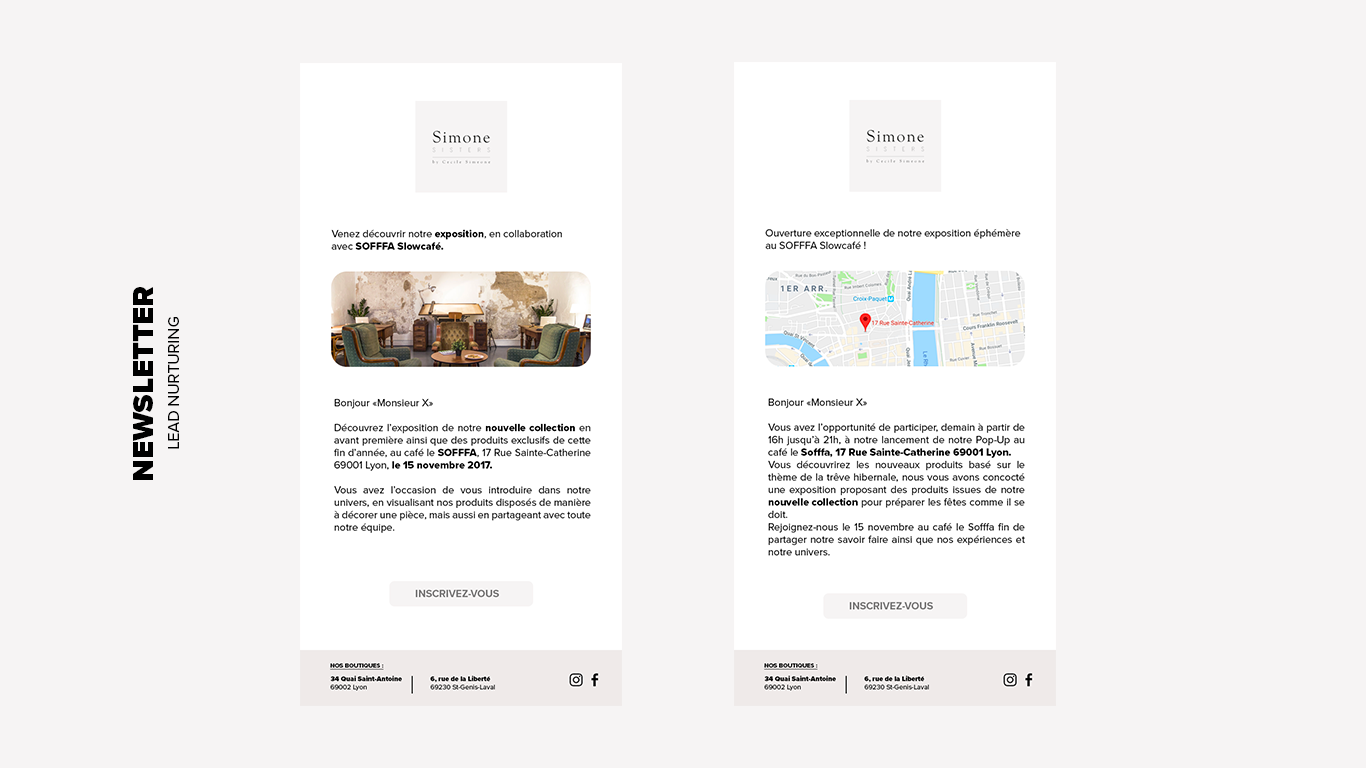 NEWSLETTER
LEAD NURTURING
Simone
SISTERS
by Cécile Simoone
Venez découvrir notre exposition, en collaboration
avec SOFFFA Slowcafé.
Bonjour «Monsieur X»
Découvrez l'exposition de notre nouvelle collection en
avant première ainsi que des produits exclusifs de cette
fin d'année, au café le SOFFFA, 17 Rue Sainte-Catherine
69001 Lyon, le 15 novembre 2017.
Vous avez l'occasion de vous introduire dans notre
univers, en visualisant nos produits disposés de manière
à décorer une pièce, mais aussi en partageant avec toute
notre équipe.
INSCRIVEZ-VOUS
NOS BOUTIQUES :
34 Quai Saint-Antoine
69002 Lyon
6, rue de la Liberté
69230 St-Genis-Laval
Simone
SISTERS
Ouverture exceptionnelle de notre exposition éphémère
au SOFFFA Slowcafé !
1ER ARR.
Croix-Paquet
17 Rue Sainte-Catherine
Cours Franklin Roosevelt
Quai St-Vincent
Bonjour «Monsieur X»
Vous avez l'opportunité de participer, demain à partir de
16h jusqu'à 21h, à notre lancement de notre Pop-Up au
café le Sofffa, 17 Rue Sainte-Catherine 69001 Lyon.
Vous découvrirez les nouveaux produits basé sur le
thème de la trêve hibernale, nous vous avons concocté
une exposition proposant des produits issues de notre
nouvelle collection pour préparer les fêtes comme il se
doit.
Rejoignez-nous le 15 novembre au café le Sofffa fin de
partager notre savoir faire ainsi que nos expériences et
notre univers.
INSCRIVEZ-VOUS
NOS BOUTIQUES :
34 Quai Saint-Antoine
69002 Lyon
6, rue de la Liberté
69230 St-Genis-Laval